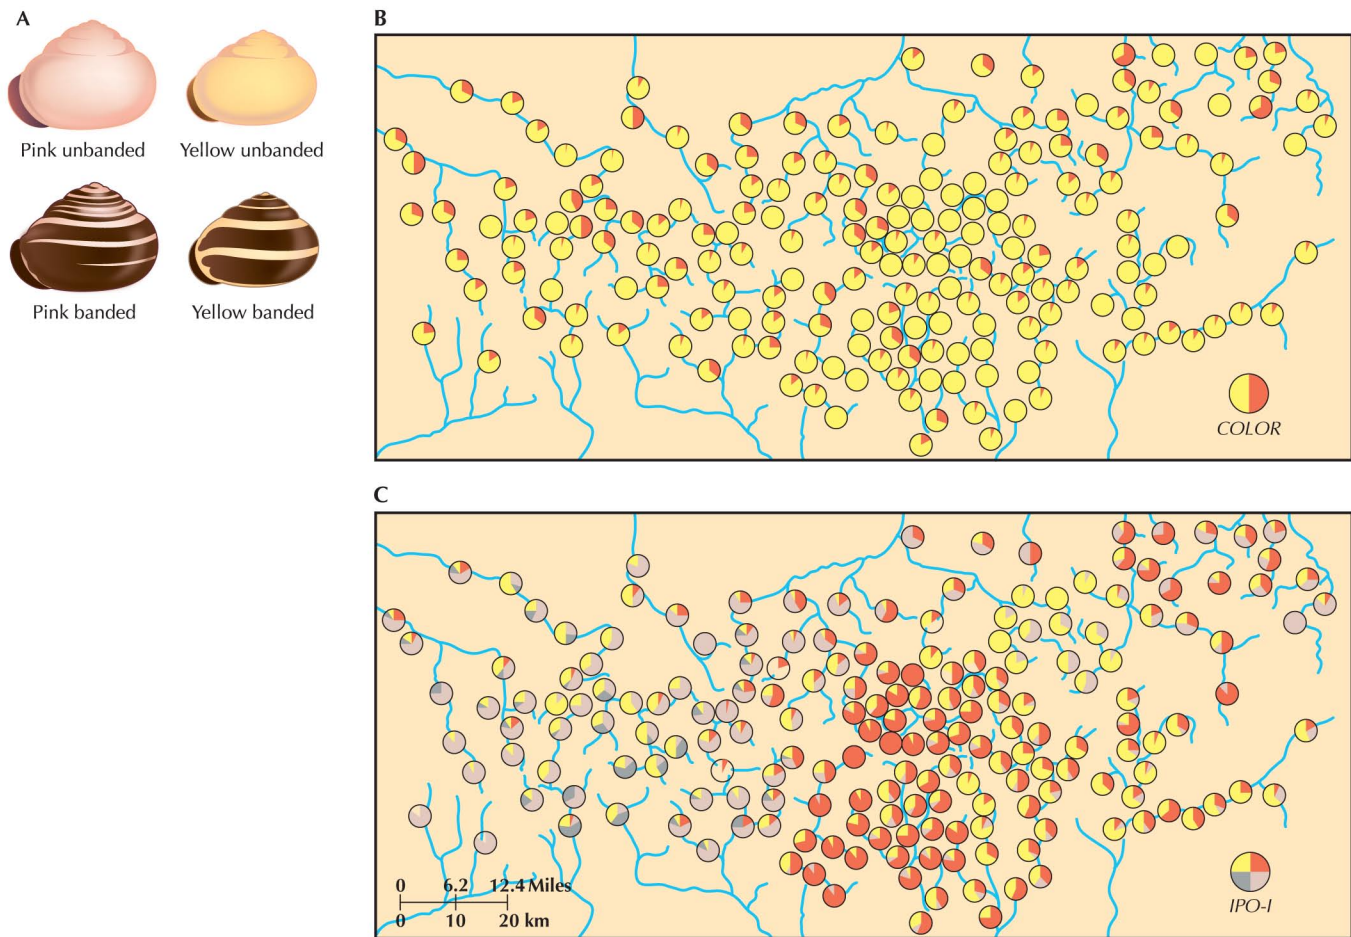 A
Pink unbanded
Yellow unbanded
Pink banded
Yellow banded
B
COLOR
C
0 6.2 12.4 Miles
0 10 20 km
IPO-I